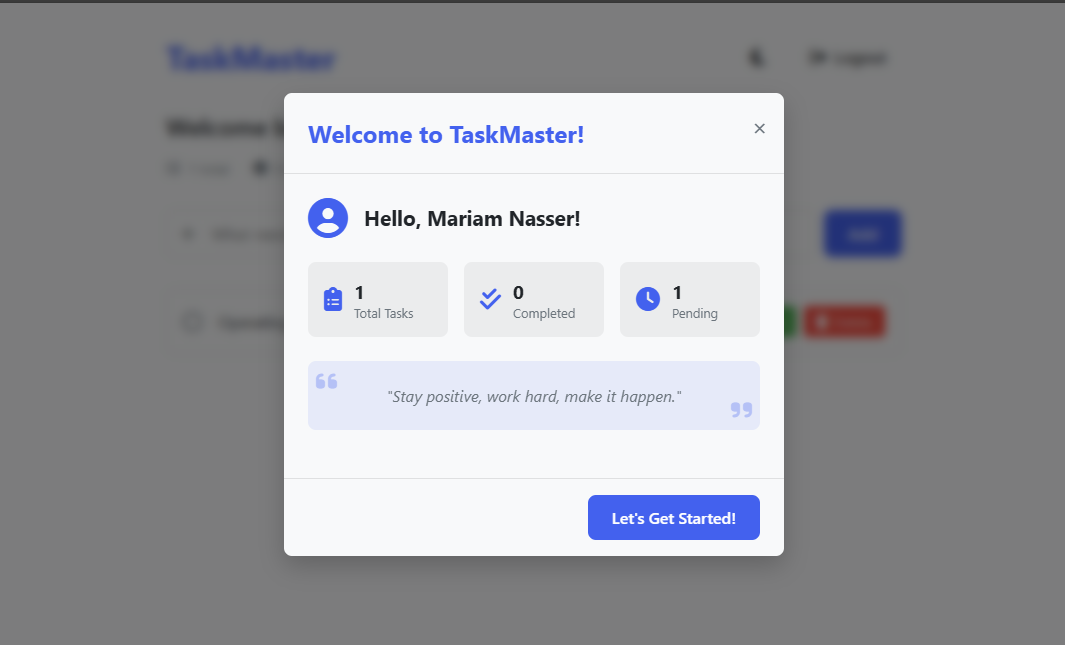 TaskMaster
Logout
Welcome to TaskMaster!
Hello, Mariam Nasser!
1
Total Tasks
0
Completed
1
Pending
"Stay positive, work hard, make it happen."
Let's Get Started!